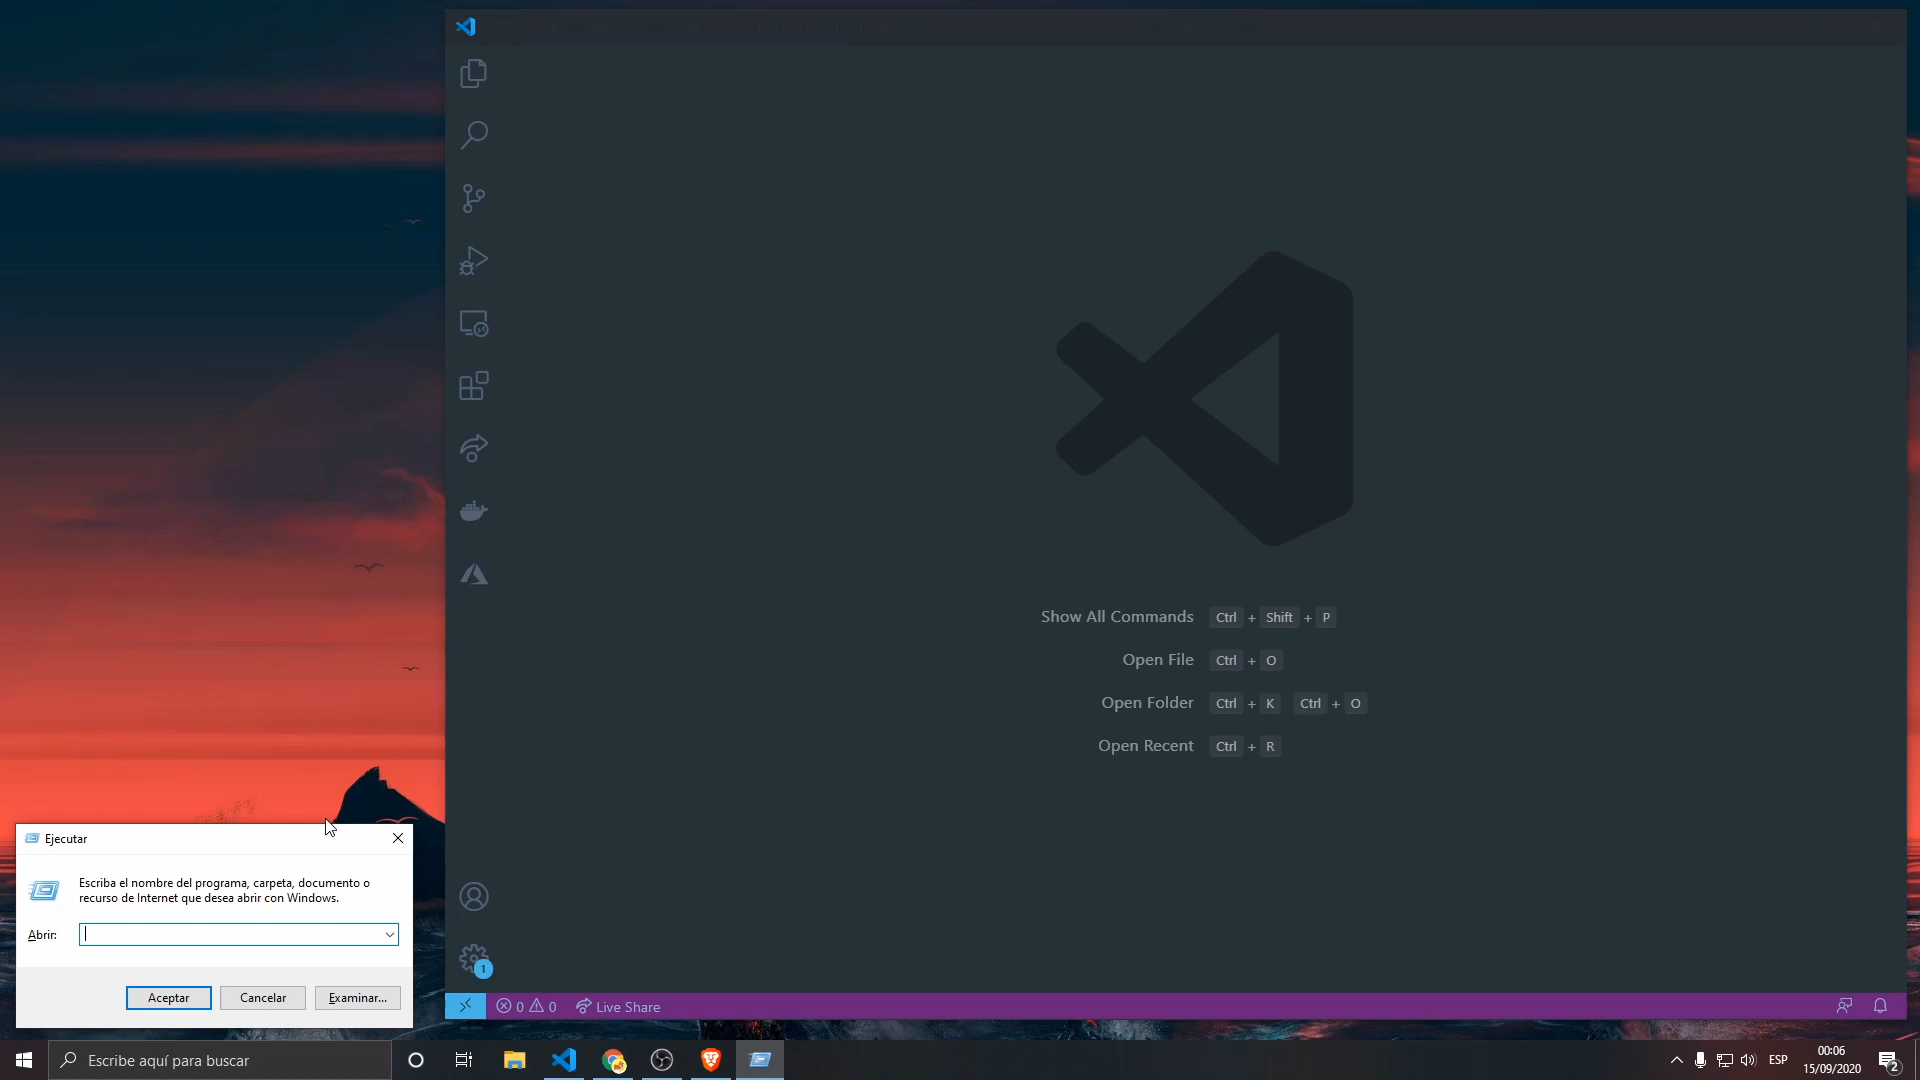 Show All Commands Ctrl + Shift + P
Open File Ctrl + O
Open Folder Ctrl + K Ctrl + O
Open Recent Ctrl + R
Ejecutar
Escriba el nombre del programa, carpeta, documento o
recurso de Internet que desea abrir con Windows.
Abrir:
Aceptar Cancelar Examinar...
1
0 0 Live Share
Escribe aquí para buscar
ESP
00:06
15/09/2020
2